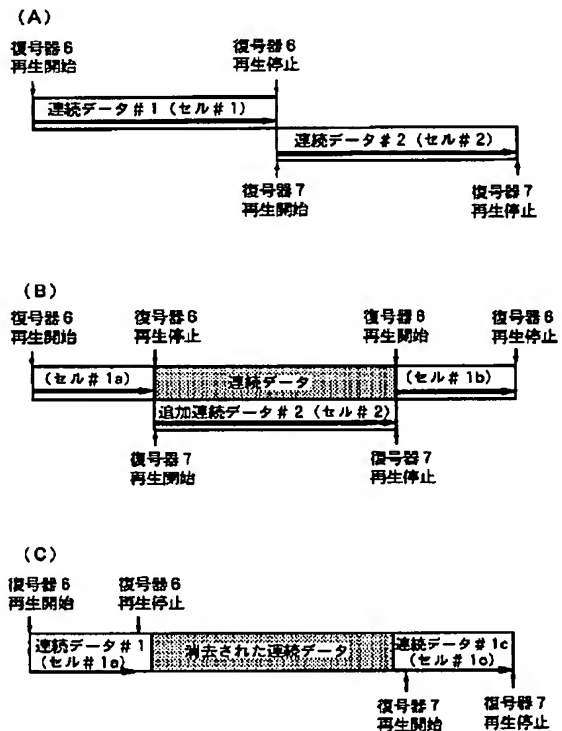 (A)
復号器6
再生開始
復号器6
再生停止
連続データ#1(セル#1)
連続データ#2(セル#2)
復号器7
再生開始
復号器7
再生停止
(B)
復号器6
再生開始
復号器6
再生停止
復号器6
再生開始
復号器6
再生停止
(セル#1a)
連続データ
(セル#1b)
追加連続データ#2(セル#2)
復号器7
再生開始
復号器7
再生停止
(C)
復号器6
再生開始
復号器6
再生停止
連続データ#1
(セル#1a)
消去された連続データ
連続データ#1c
(セル#1c)
復号器7
再生開始
復号器7
再生停止